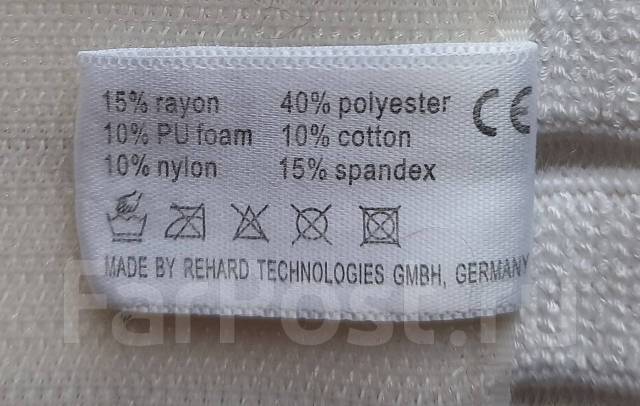 15% rayon 40% polyester CE
10% PU foam 10% cotton
10% nylon 15% spandex
MADE BY REHARD TECHNOLOGIES GMBH, GERMANY
FarPost.ru